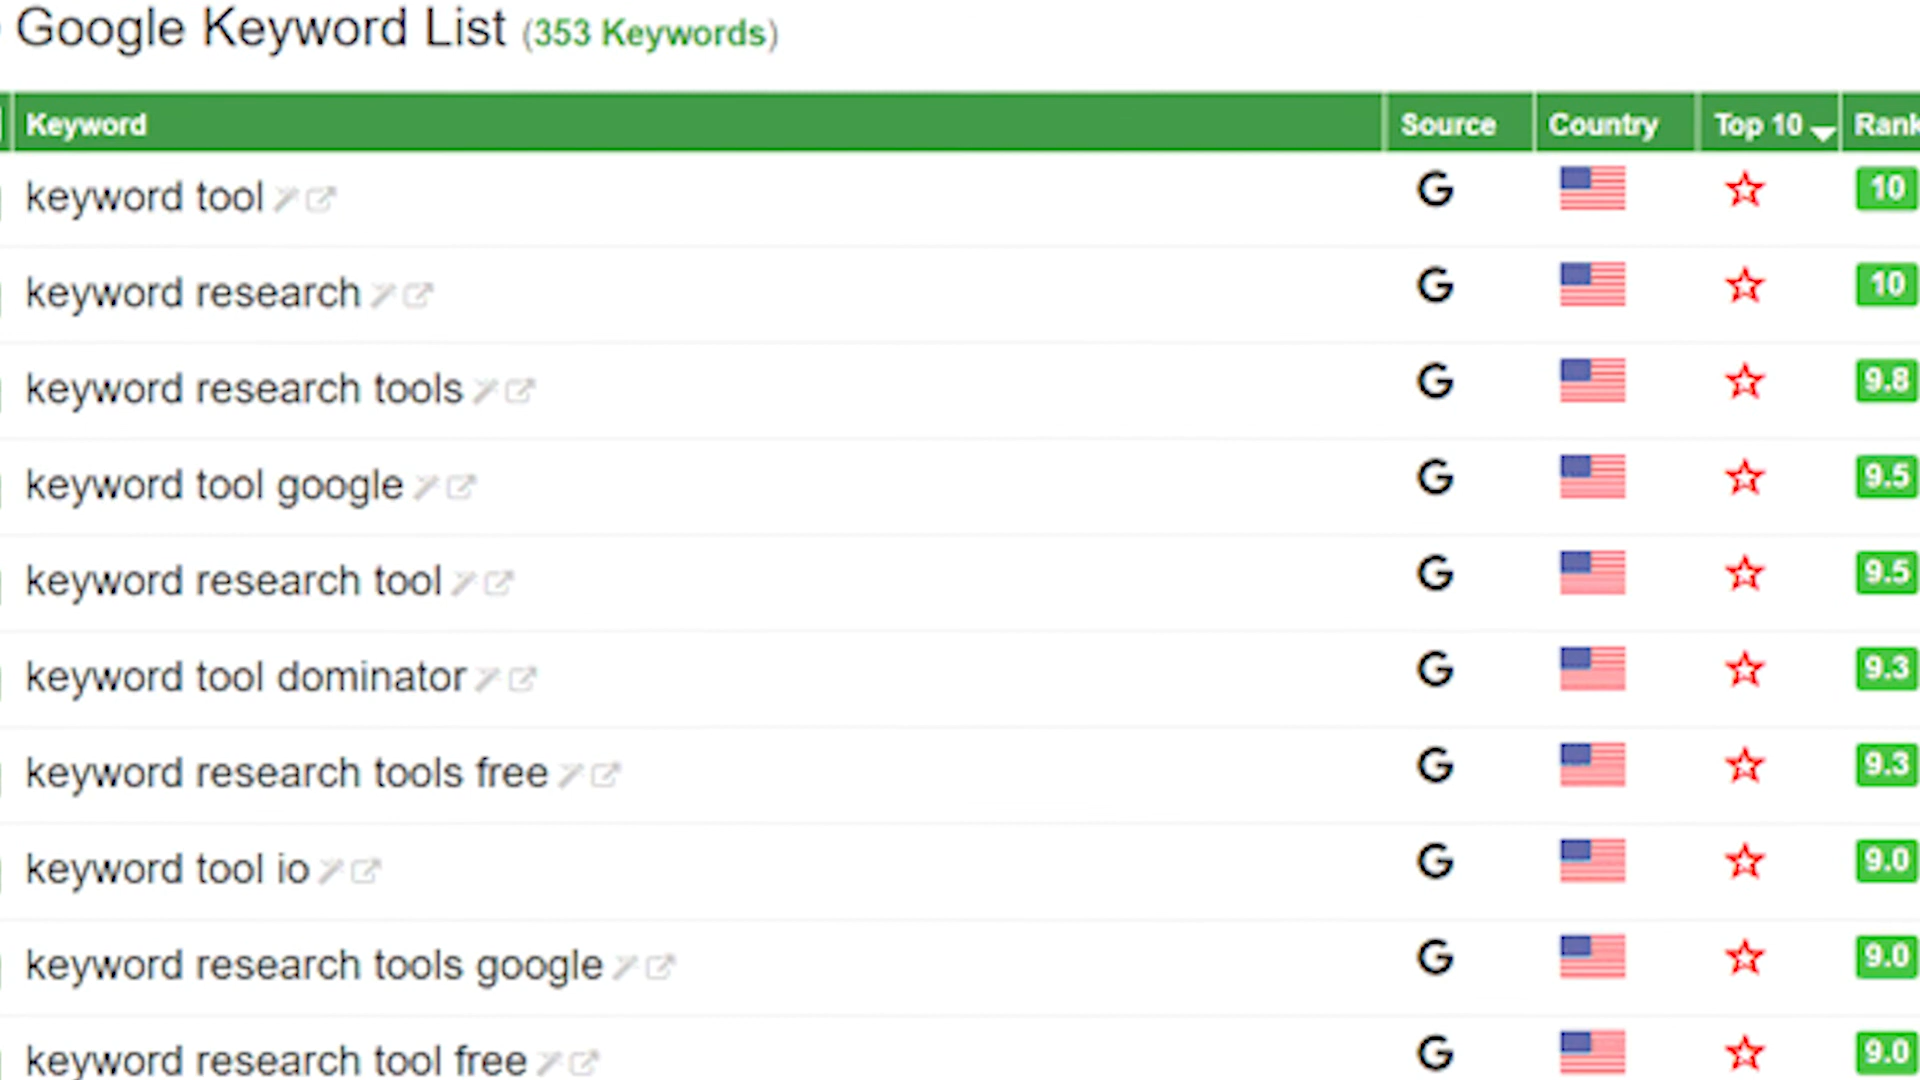 Google Keyword List (353 Keywords)
Keyword Source Country Top 10 Rank
keyword tool G 10
keyword research G 10
keyword research tools G 9.8
keyword tool google G 9.5
keyword research tool G 9.5
keyword tool dominator G 9.3
keyword research tools free G 9.3
keyword tool io G 9.0
keyword research tools google G 9.0
keyword research tool free G 9.0